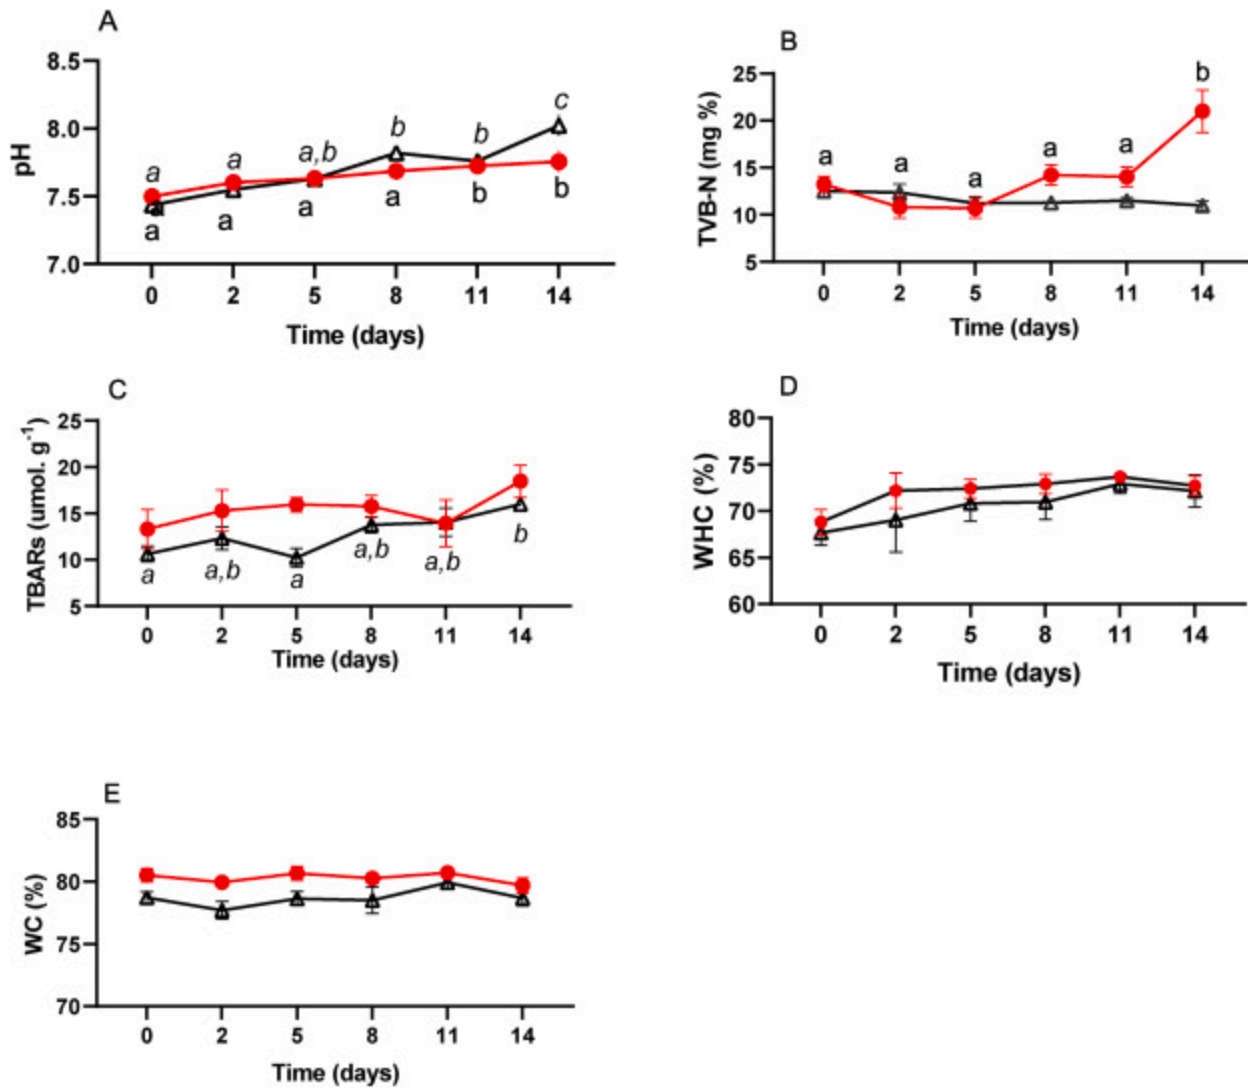 A
pH
8.5
8.0
7.5
7.0
a a a,b b b c
a a a a b b
0 2 5 8 11 14
Time (days)
B
TVB-N (mg %)
25
20
15
10
5
a a a a a b
0 2 5 8 11 14
Time (days)
C
TBARs (umol. g-1)
25
20
15
10
5
a a,b a a,b a,b b
0 2 5 8 11 14
Time (days)
D
WHC (%)
80
75
70
65
60
0 2 5 8 11 14
Time (days)
E
WC (%)
85
80
75
70
0 2 5 8 11 14
Time (days)